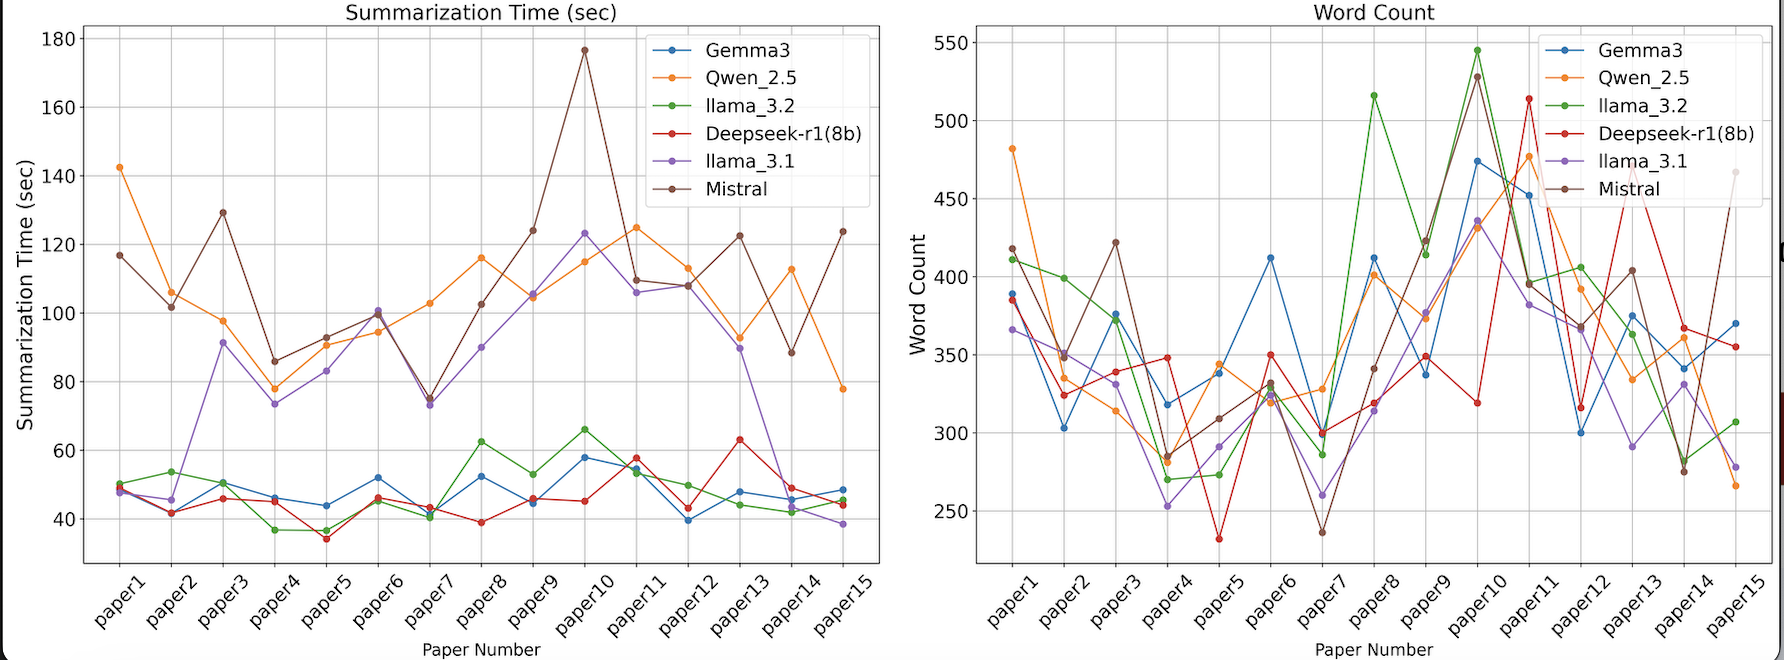 Summarization Time (sec)
180
160
140
120
100
80
60
40
Summarization Time (sec)
Gemma3
Qwen_2.5
llama_3.2
Deepseek-r1(8b)
llama_3.1
Mistral
paper1
paper2
paper3
paper4
paper5
paper6
paper7
paper8
paper9
paper10
paper11
paper12
paper13
paper14
paper15
Paper Number
Word Count
550
500
450
400
350
300
250
Word Count
Gemma3
Qwen_2.5
llama_3.2
Deepseek-r1(8b)
llama_3.1
Mistral
paper1
paper2
paper3
paper4
paper5
paper6
paper7
paper8
paper9
paper10
paper11
paper12
paper13
paper14
paper15
Paper Number